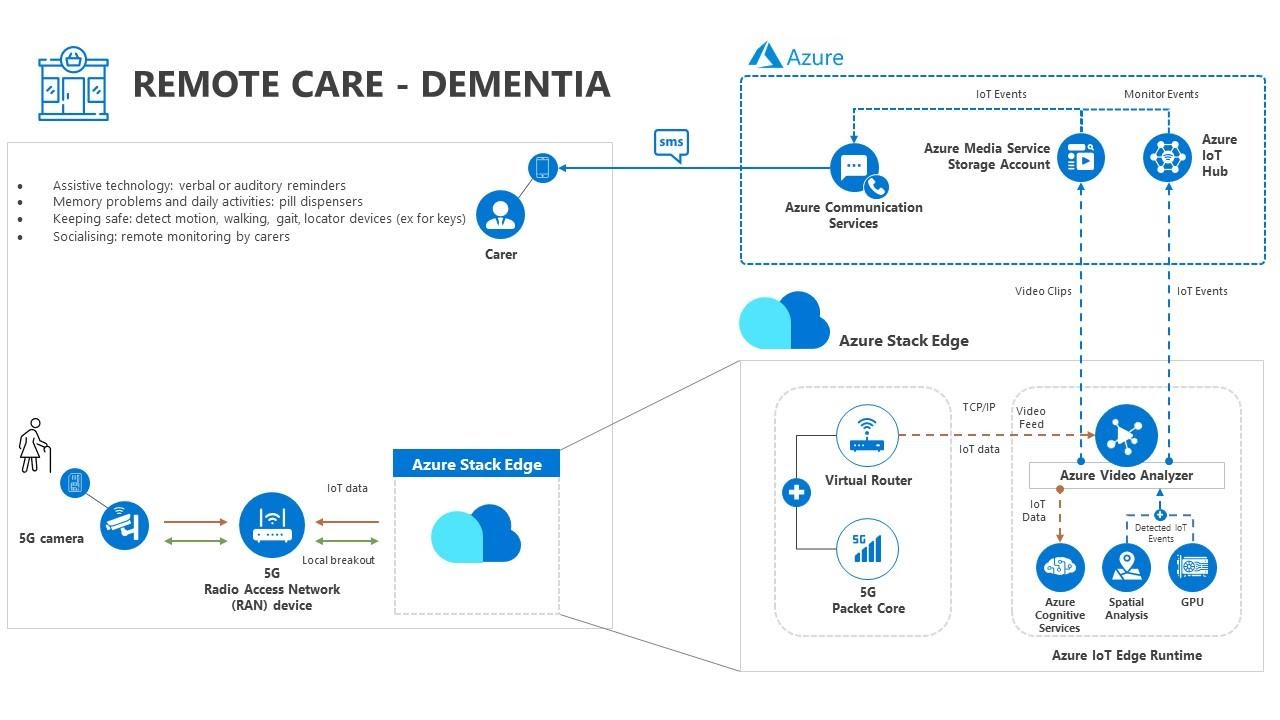 REMOTE CARE - DEMENTIA
• Assistive technology: verbal or auditory reminders
• Memory problems and daily activities: pill dispensers
• Keeping safe: detect motion, walking, gait, locator devices (ex for keys)
• Socialising: remote monitoring by carers
Carer
sms
Azure
IoT Events
Monitor Events
Azure Media Service
Storage Account
Azure
IoT
Hub
Azure Communication
Services
Video Clips
IoT Events
Azure Stack Edge
5G camera
5G
Radio Access Network
(RAN) device
IoT data
Local breakout
Azure Stack Edge
Virtual Router
5G
5G
Packet Core
TCP/IP
IoT data
Video
Feed
Azure Video Analyzer
IoT
Data
Detected IoT
Events
Azure
Cognitive
Services
Spatial
Analysis
GPU
Azure IoT Edge Runtime